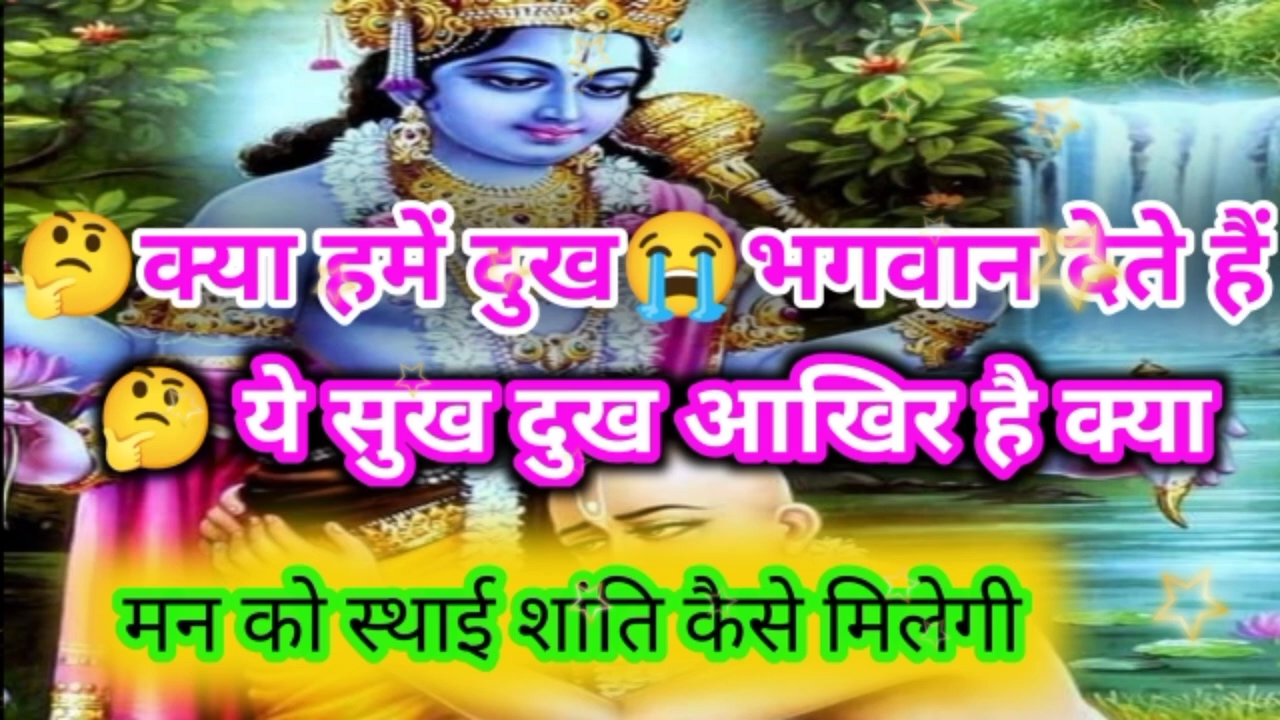 🤔क्या हमें दुख😭भगवान देते हैं
🤔 ये सुख दुख आखिर है क्या
मन को स्थाई शांति कैसे मिलेगी